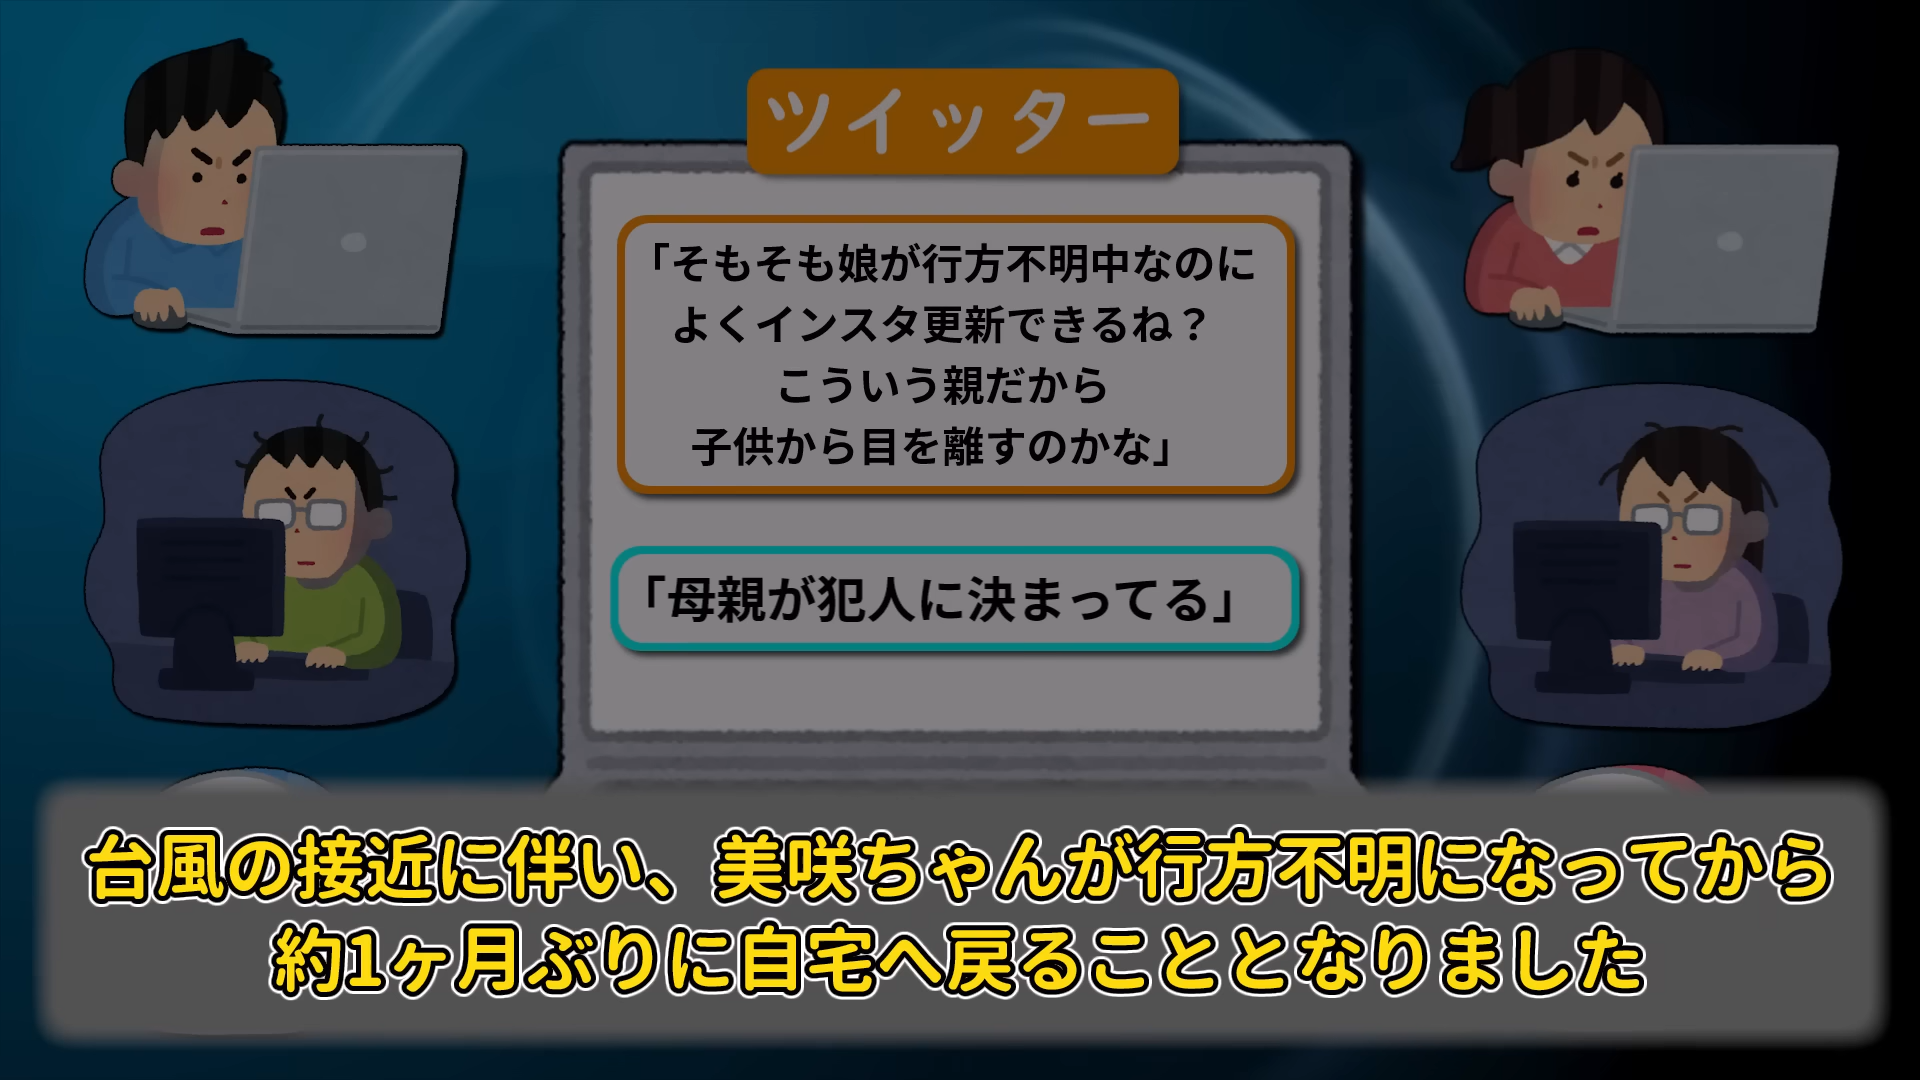 ツイッター
「そもそも娘が行方不明中なのに
よくインスタ更新できるね？
こういう親だから
子供から目を離すのかな」
「母親が犯人に決まってる」
台風の接近に伴い、美咲ちゃんが行方不明になってから
約1ヶ月ぶりに自宅へ戻ることとなりました